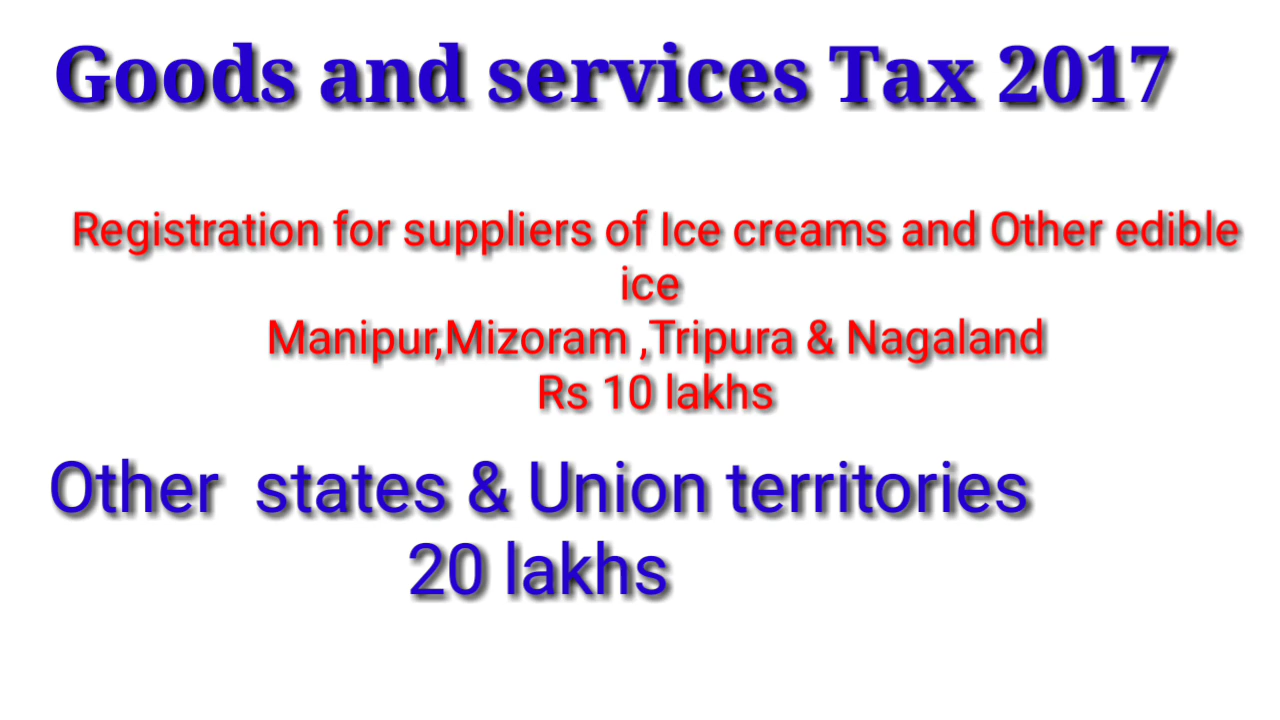 Goods and services Tax 2017
Registration for suppliers of Ice creams and Other edible
ice
Manipur,Mizoram ,Tripura & Nagaland
Rs 10 lakhs
Other states & Union territories
20 lakhs